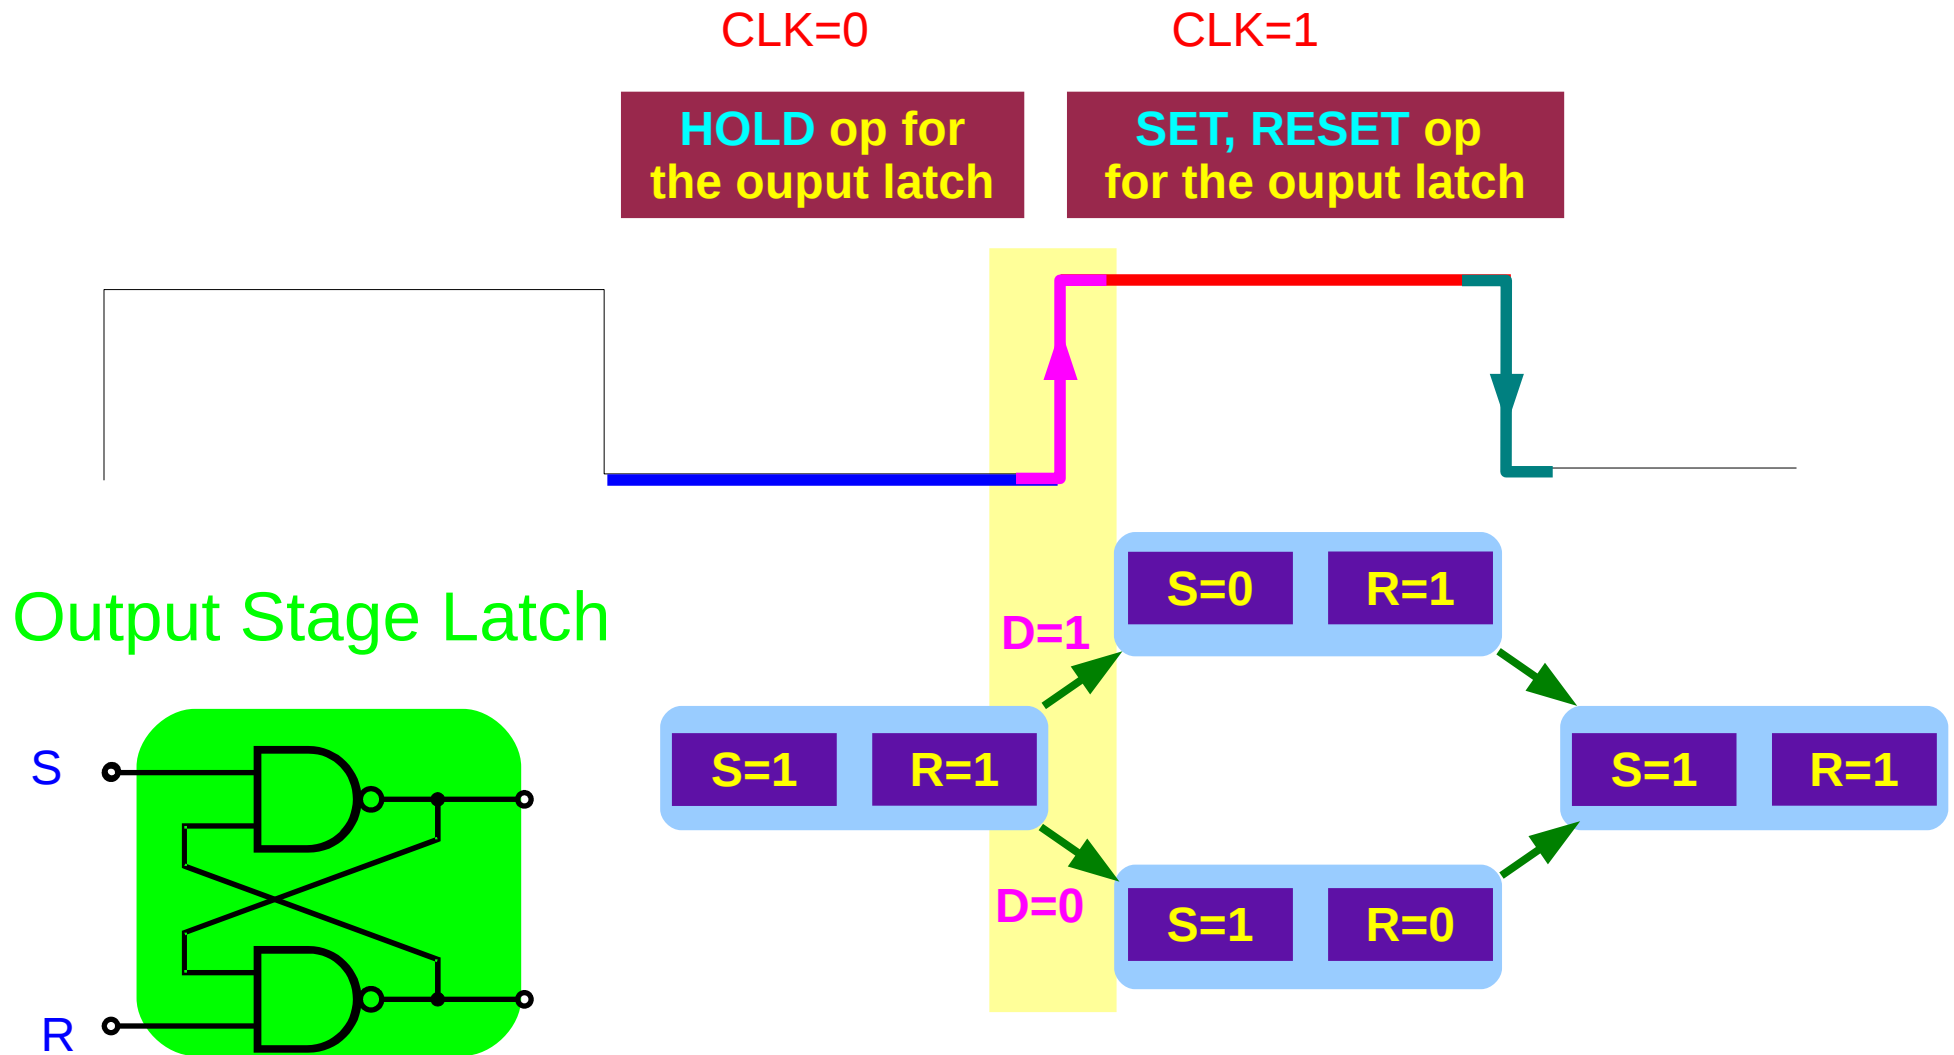 CLK=0
CLK=1
HOLD op for
the ouput latch
SET, RESET op
for the ouput latch
Output Stage Latch
S
R
D=1
D=0
S=1 R=1
S=0 R=1
S=1 R=0
S=1 R=1